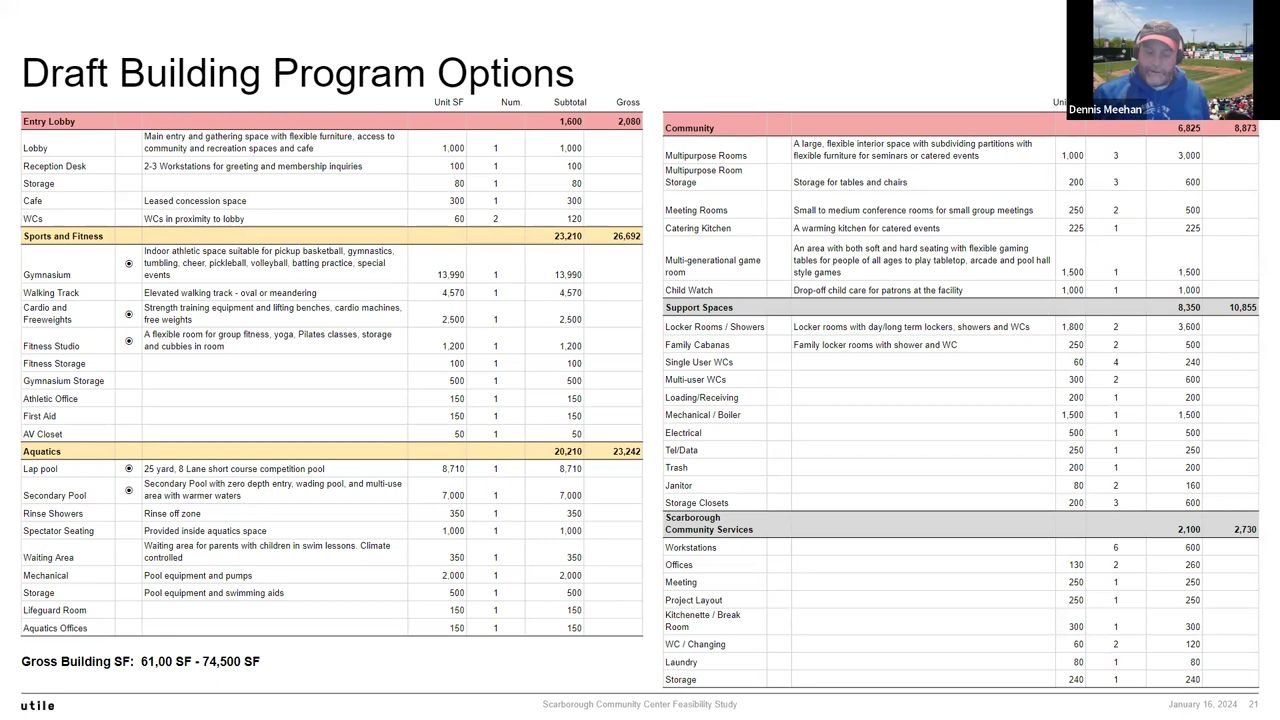 Draft Building Program Options
Dennis Meehan
Unit SF Num. Subtotal Gross
Entry Lobby 1,600 2,080
Main entry and gathering space with flexible furniture, access to
Lobby community and recreation spaces and cafe 1,000 1 1,000
Reception Desk 2-3 Workstations for greeting and membership inquiries 100 1 100
Storage 80 1 80
Cafe Leased concession space 300 1 300
WCs WCs in proximity to lobby 60 2 120
Sports and Fitness 23,210 26,692
Indoor athletic space suitable for pickup basketball, gymnastics,
tumbling, cheer, pickleball, volleyball, batting practice, special
Gymnasium events 13,990 1 13,990
Walking Track Elevated walking track - oval or meandering 4,570 1 4,570
Cardio and Strength training equipment and lifting benches, cardio machines,
Freeweights free weights 2,500 1 2,500
A flexible room for group fitness, yoga, Pilates classes, storage
Fitness Studio and cubbies in room 1,200 1 1,200
Fitness Storage 100 1 100
Gymnasium Storage 500 1 500
Athletic Office 150 1 150
First Aid 150 1 150
AV Closet 50 1 50
Aquatics 20,210 23,242
Lap pool 25 yard, 8 Lane short course competition pool 8,710 1 8,710
Secondary Pool with zero depth entry, wading pool, and multi-use
Secondary Pool area with warmer waters 7,000 1 7,000
Rinse Showers Rinse off zone 350 1 350
Spectator Seating Provided inside aquatics space 1,000 1 1,000
Waiting area for parents with children in swim lessons. Climate
Waiting Area controlled 350 1 350
Mechanical Pool equipment and pumps 2,000 1 2,000
Storage Pool equipment and swimming aids 500 1 500
Lifeguard Room 150 1 150
Aquatics Offices 150 1 150
Gross Building SF: 61,00 SF - 74,500 SF
Community 6,825 8,873
A large, flexible interior space with subdividing partitions with
Multipurpose Rooms flexible furniture for seminars or catered events 1,000 3 3,000
Multipurpose Room
Storage Storage for tables and chairs 200 3 600
Meeting Rooms Small to medium conference rooms for small group meetings 250 2 500
Catering Kitchen A warming kitchen for catered events 225 1 225
An area with both soft and hard seating with flexible gaming
Multi-generational game tables for people of all ages to play tabletop, arcade and pool hall
room style games 1,500 1 1,500
Child Watch Drop-off child care for patrons at the facility 1,000 1 1,000
Support Spaces 8,350 10,855
Locker Rooms / Showers Locker rooms with day/long term lockers, showers and WCs 1,800 2 3,600
Family Cabanas Family locker rooms with shower and WC 250 2 500
Single User WCs 60 4 240
Multi-user WCs 300 2 600
Loading/Receiving 200 1 200
Mechanical / Boiler 1,500 1 1,500
Electrical 500 1 500
Tel/Data 250 1 250
Trash 200 1 200
Janitor 80 2 160
Storage Closets 200 3 600
Scarborough
Community Services 2,100 2,730
Workstations 6 600
Offices 130 2 260
Meeting 250 1 250
Project Layout 250 1 250
Kitchenette / Break
Room 300 1 300
WC / Changing 60 2 120
Laundry 80 1 80
Storage 240 1 240
utile Scarborough Community Center Feasibility Study January 16, 2024 21